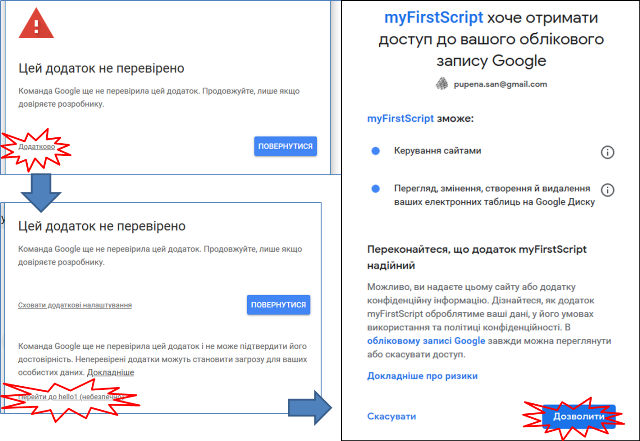 Цей додаток не перевірено
Команда Google ще не перевірила цей додаток. Продовжуйте, лише якщо
довіряєте розробнику.
Додатково
ПОВЕРНУТИСЯ
Цей додаток не перевірено
Команда Google ще не перевірила цей додаток. Продовжуйте, лише якщо
довіряєте розробнику.
Сховати додаткові налаштування
ПОВЕРНУТИСЯ
Команда Google ще не перевірила цей додаток і не може підтвердити його
достовірність. Неперевірені додатки можуть становити загрозу для ваших
особистих даних. Докладніше
Перейти до hello1 (небезпечно)
myFirstScript хоче отримати
доступ до вашого облікового
запису Google
pupena.san@gmail.com
myFirstScript зможе:
Керування сайтами
Перегляд, змінення, створення й видалення
ваших електронних таблиць на Google Диску
Переконайтеся, що додаток myFirstScript
надійний
Можливо, ви надаєте цьому сайту або додатку
конфіденційну інформацію. Дізнайтеся, як додаток
myFirstScript оброблятиме ваші дані, у його умовах
використання та політиці конфіденційності. В
обліковому записі Google завжди можна переглянути
або скасувати доступ.
Докладніше про ризики
Скасувати
Дозволити